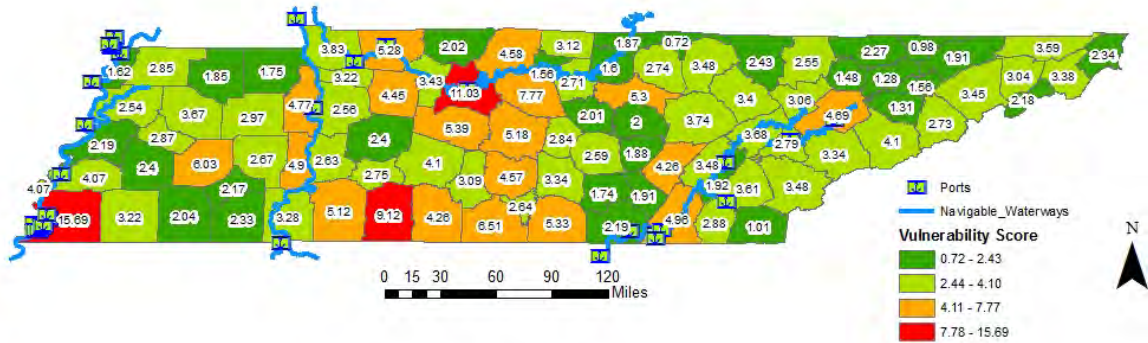 3.83 5.28 2.02 4.58 3.12 1.87 0.72 2.27 0.98 3.59
1.62 2.85 1.85 1.75 3.22 3.43 1.56 2.71 1.6 2.74 3.48 2.43 2.55 1.48 1.28 1.91 3.04 3.38 2.34
2.54 3.67 2.97 4.77 2.56 4.45 11.03 7.77 2.01 5.3 3.4 3.06 4.69 1.31 1.56 3.45 2.18
2.19 2.87 2.4 5.39 5.18 2.84 2 3.74 3.68 2.79 2.73
4.07 2.4 6.03 2.67 4.9 2.63 2.75 4.1 3.09 4.57 3.34 2.59 1.88 4.26 3.48 3.34 4.1
4.07 2.17 2.64 1.74 1.91 1.92 3.61 3.48
15.69 3.22 2.04 2.33 3.28 5.12 9.12 4.26 6.51 5.33 2.19 4.96 2.88 1.01
Ports
Navigable_Waterways
Vulnerability Score
0.72 - 2.43
2.44 - 4.10
4.11 - 7.77
7.78 - 15.69
N
0 15 30 60 90 120
Miles